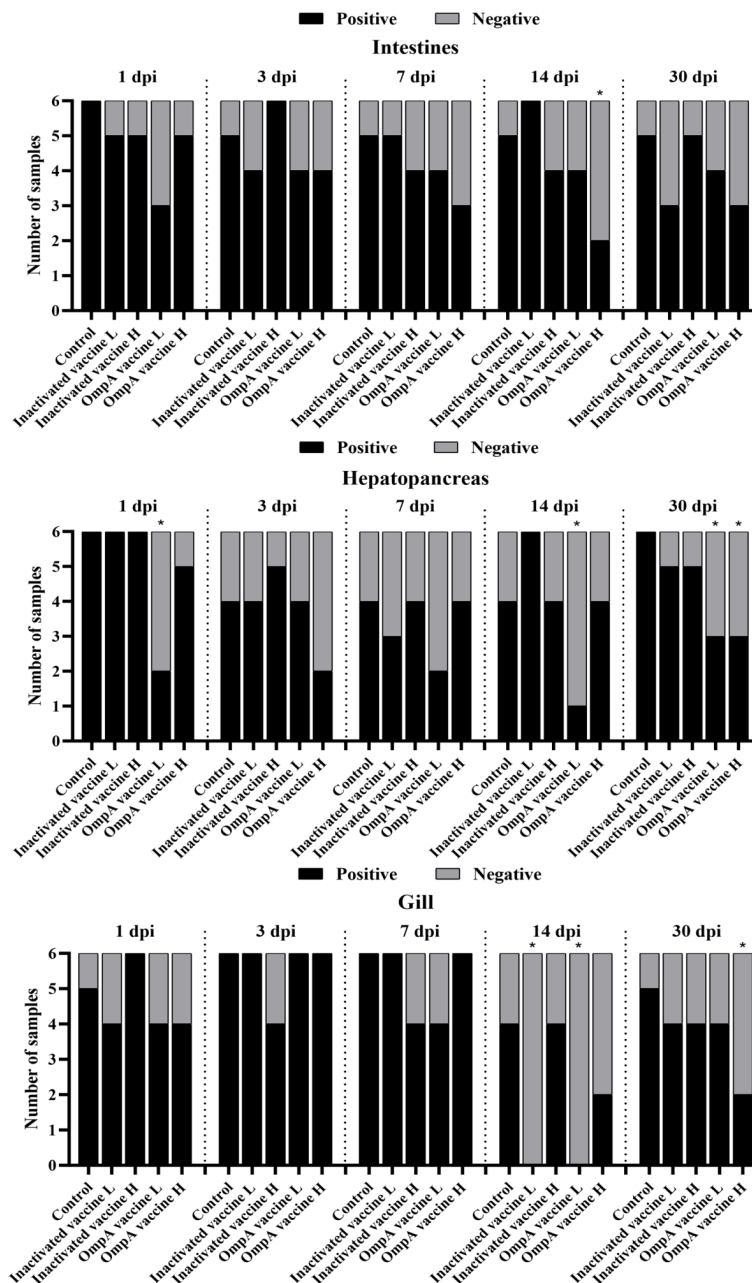 Positive Negative
Intestines
1 dpi 3 dpi 7 dpi 14 dpi 30 dpi
*
Number of samples
6
5
4
3
2
1
0
Control
Inactivated vaccine L
Inactivated vaccine H
OmpA vaccine L
OmpA vaccine H
Control
Inactivated vaccine L
Inactivated vaccine H
OmpA vaccine L
OmpA vaccine H
Control
Inactivated vaccine L
Inactivated vaccine H
OmpA vaccine L
OmpA vaccine H
Control
Inactivated vaccine L
Inactivated vaccine H
OmpA vaccine L
OmpA vaccine H
Control
Inactivated vaccine L
Inactivated vaccine H
OmpA vaccine L
OmpA vaccine H
Positive Negative
Hepatopancreas
1 dpi 3 dpi 7 dpi 14 dpi 30 dpi
* * * *
Number of samples
6
5
4
3
2
1
0
Control
Inactivated vaccine L
Inactivated vaccine H
OmpA vaccine L
OmpA vaccine H
Control
Inactivated vaccine L
Inactivated vaccine H
OmpA vaccine L
OmpA vaccine H
Control
Inactivated vaccine L
Inactivated vaccine H
OmpA vaccine L
OmpA vaccine H
Control
Inactivated vaccine L
Inactivated vaccine H
OmpA vaccine L
OmpA vaccine H
Control
Inactivated vaccine L
Inactivated vaccine H
OmpA vaccine L
OmpA vaccine H
Positive Negative
Gill
1 dpi 3 dpi 7 dpi 14 dpi 30 dpi
* * *
Number of samples
6
5
4
3
2
1
0
Control
Inactivated vaccine L
Inactivated vaccine H
OmpA vaccine L
OmpA vaccine H
Control
Inactivated vaccine L
Inactivated vaccine H
OmpA vaccine L
OmpA vaccine H
Control
Inactivated vaccine L
Inactivated vaccine H
OmpA vaccine L
OmpA vaccine H
Control
Inactivated vaccine L
Inactivated vaccine H
OmpA vaccine L
OmpA vaccine H
Control
Inactivated vaccine L
Inactivated vaccine H
OmpA vaccine L
OmpA vaccine H